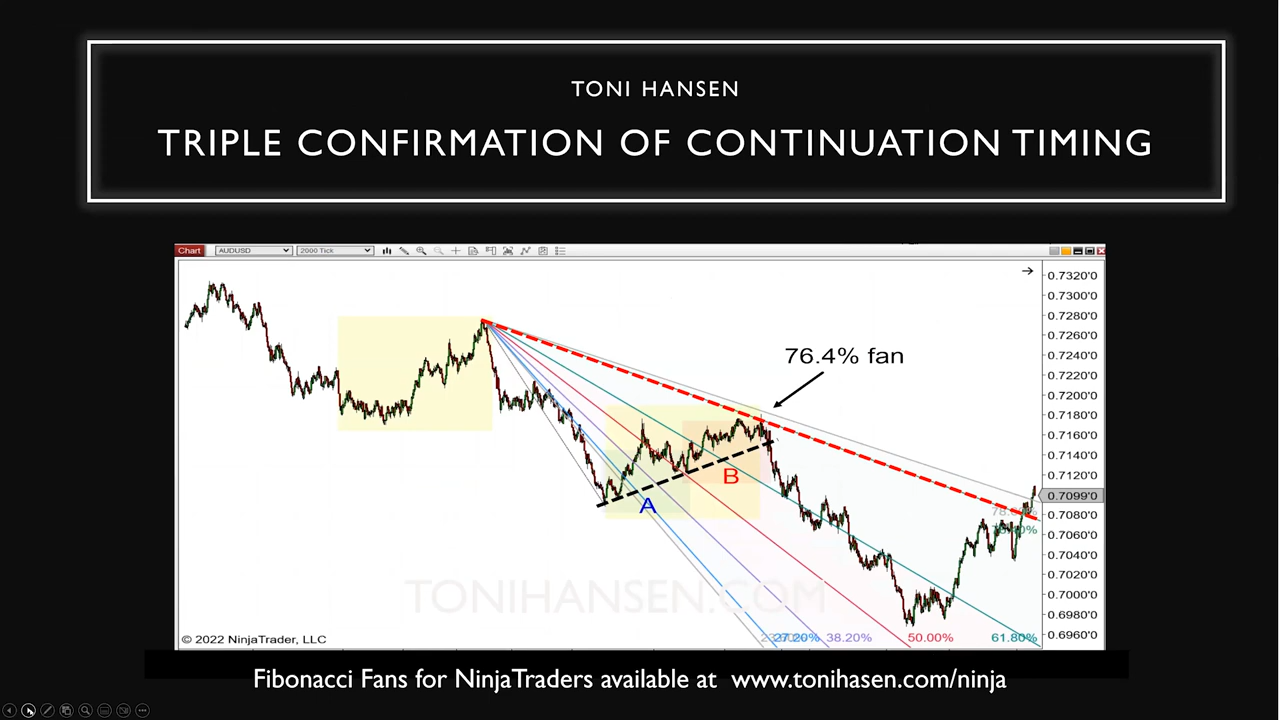 TONI HANSEN
TRIPLE CONFIRMATION OF CONTINUATION TIMING
Chart AUDUSD 2000 Tick
0.7320'0
0.7300'0
0.7280'0
0.7260'0
76.4% fan
0.7240'0
0.7220'0
0.7200'0
0.7180'0
0.7160'0
0.7140'0
B
0.7120'0
A
0.7099'0
0.7080'0
0.7060'0
0.7040'0
TONIHANSEN.COM
0.7020'0
0.7000'0
0.6980'0
0.6960'0
© 2022 NinjaTrader, LLC
27.20% 38.20% 50.00% 61.80%
Fibonacci Fans for NinjaTraders available at www.tonihasen.com/ninja